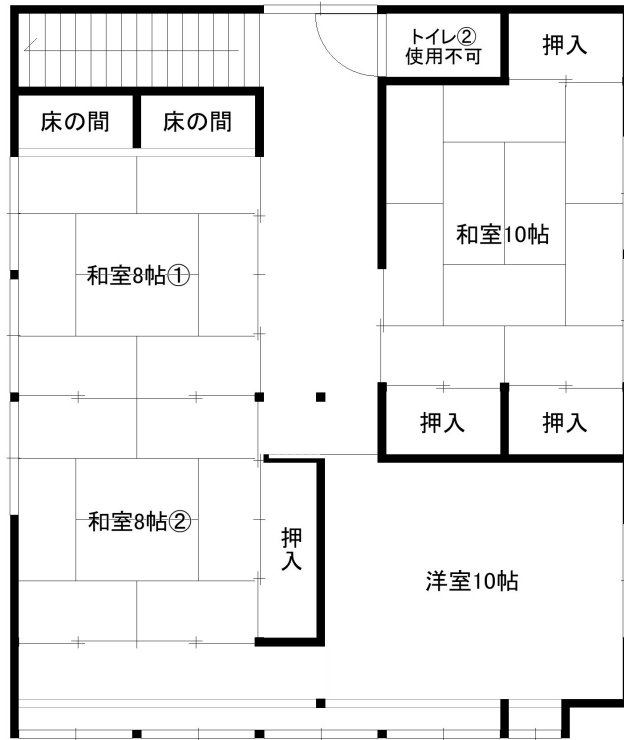 トイレ②
使用不可
押入
床の間
床の間
和室10帖
和室8帖①
押入
押入
和室8帖②
押入
洋室10帖